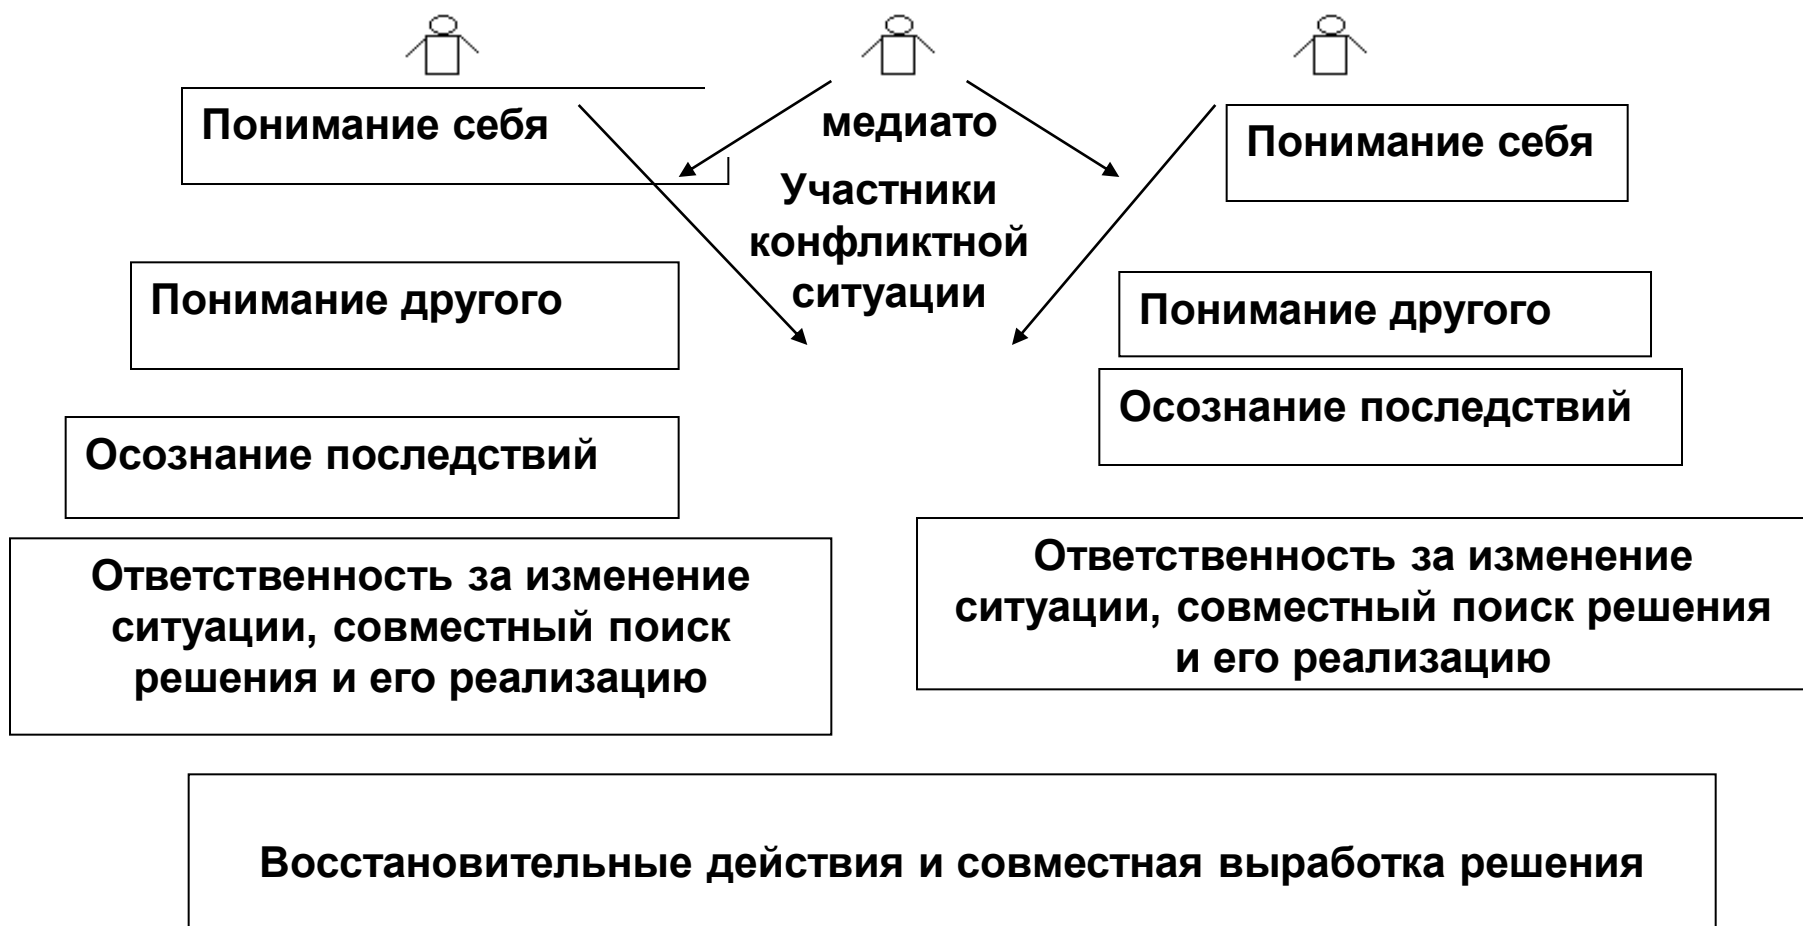 Понимание себя
медиато
Участники
конфликтной
ситуации
Понимание себя
Понимание другого
Понимание другого
Осознание последствий
Осознание последствий
Ответственность за изменение
ситуации, совместный поиск
решения и его реализацию
Ответственность за изменение
ситуации, совместный поиск решения
и его реализацию
Восстановительные действия и совместная выработка решения